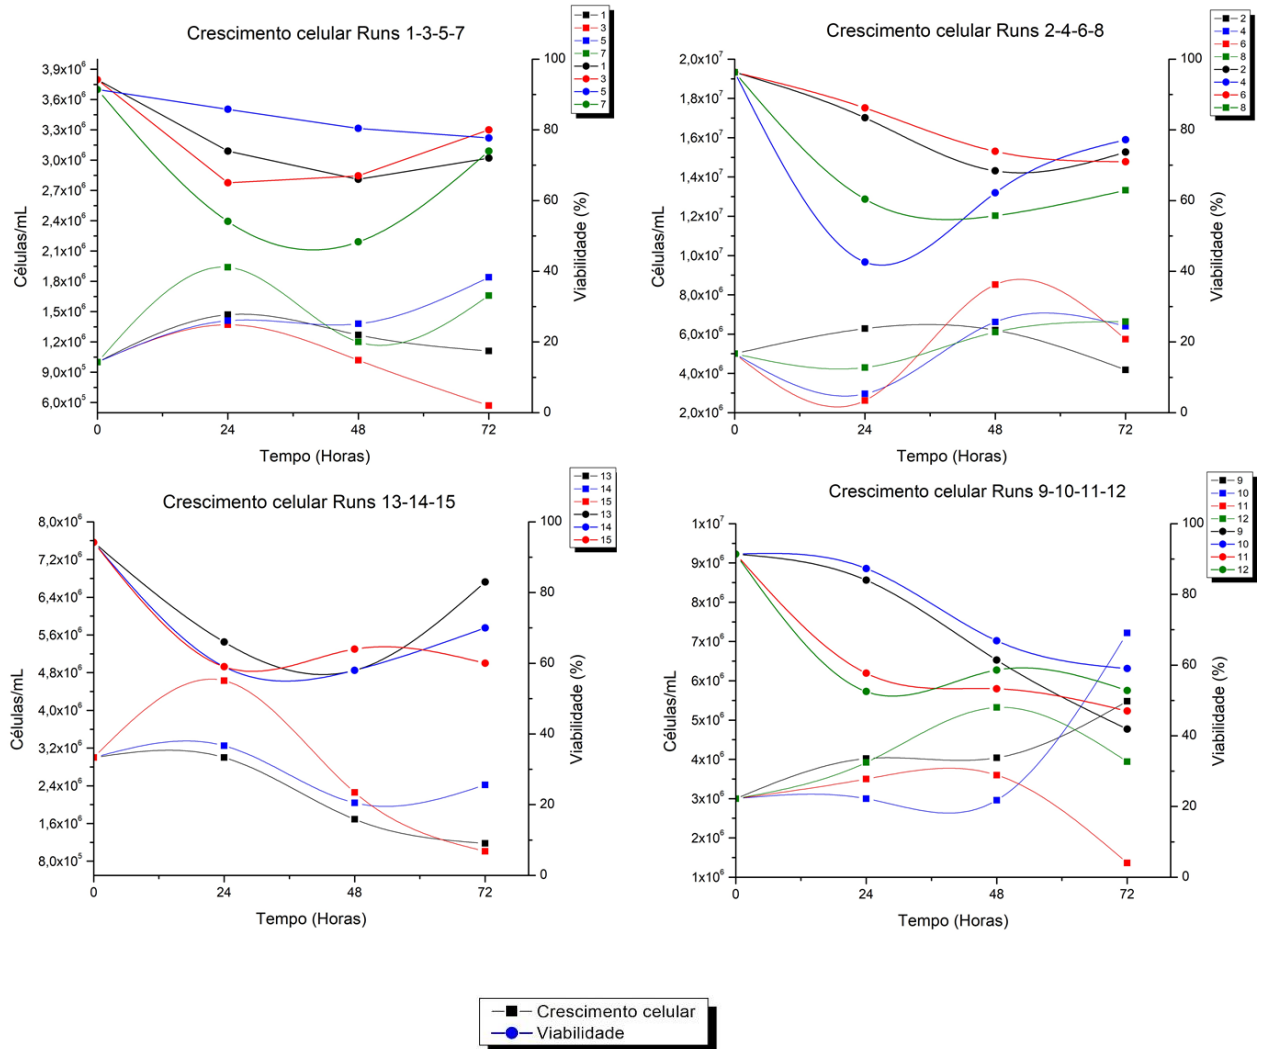 Crescimento celular Runs 1-3-5-7
1
3
5
7
1
3
5
7
Células/mL
3,9x10⁶
3,6x10⁶
3,3x10⁶
3,0x10⁶
2,7x10⁶
2,4x10⁶
2,1x10⁶
1,8x10⁶
1,5x10⁶
1,2x10⁶
9,0x10⁵
6,0x10⁵
100
80
60
40
20
0
Viabilidade (%)
0 24 48 72
Tempo (Horas)
Crescimento celular Runs 2-4-6-8
2
4
6
8
2
4
6
8
Células/mL
2,0x10⁷
1,8x10⁷
1,6x10⁷
1,4x10⁷
1,2x10⁷
1,0x10⁷
8,0x10⁶
6,0x10⁶
4,0x10⁶
2,0x10⁶
100
80
60
40
20
0
Viabilidade (%)
0 24 48 72
Tempo (Horas)
Crescimento celular Runs 13-14-15
13
14
15
13
14
15
Células/mL
8,0x10⁶
7,2x10⁶
6,4x10⁶
5,6x10⁶
4,8x10⁶
4,0x10⁶
3,2x10⁶
2,4x10⁶
1,6x10⁶
8,0x10⁵
100
80
60
40
20
0
Viabilidade (%)
0 24 48 72
Tempo (Horas)
Crescimento celular Runs 9-10-11-12
9
10
11
12
9
10
11
12
Células/mL
1x10⁷
9x10⁶
8x10⁶
7x10⁶
6x10⁶
5x10⁶
4x10⁶
3x10⁶
2x10⁶
1x10⁶
100
80
60
40
20
0
Viabilidade (%)
0 24 48 72
Tempo (Horas)
Crescimento celular
Viabilidade